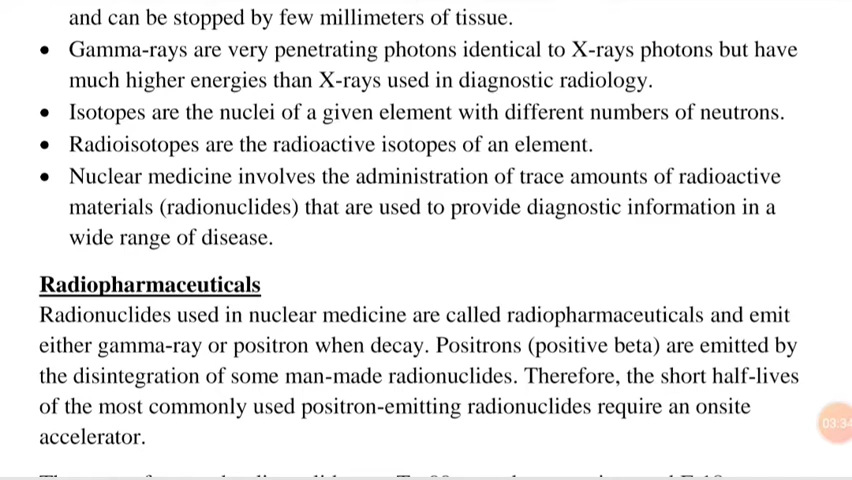 and can be stopped by few millimeters of tissue.
• Gamma-rays are very penetrating photons identical to X-rays photons but have
much higher energies than X-rays used in diagnostic radiology.
• Isotopes are the nuclei of a given element with different numbers of neutrons.
• Radioisotopes are the radioactive isotopes of an element.
• Nuclear medicine involves the administration of trace amounts of radioactive
materials (radionuclides) that are used to provide diagnostic information in a
wide range of disease.
Radiopharmaceuticals
Radionuclides used in nuclear medicine are called radiopharmaceuticals and emit
either gamma-ray or positron when decay. Positrons (positive beta) are emitted by
the disintegration of some man-made radionuclides. Therefore, the short half-lives
of the most commonly used positron-emitting radionuclides require an onsite
accelerator.
03:34